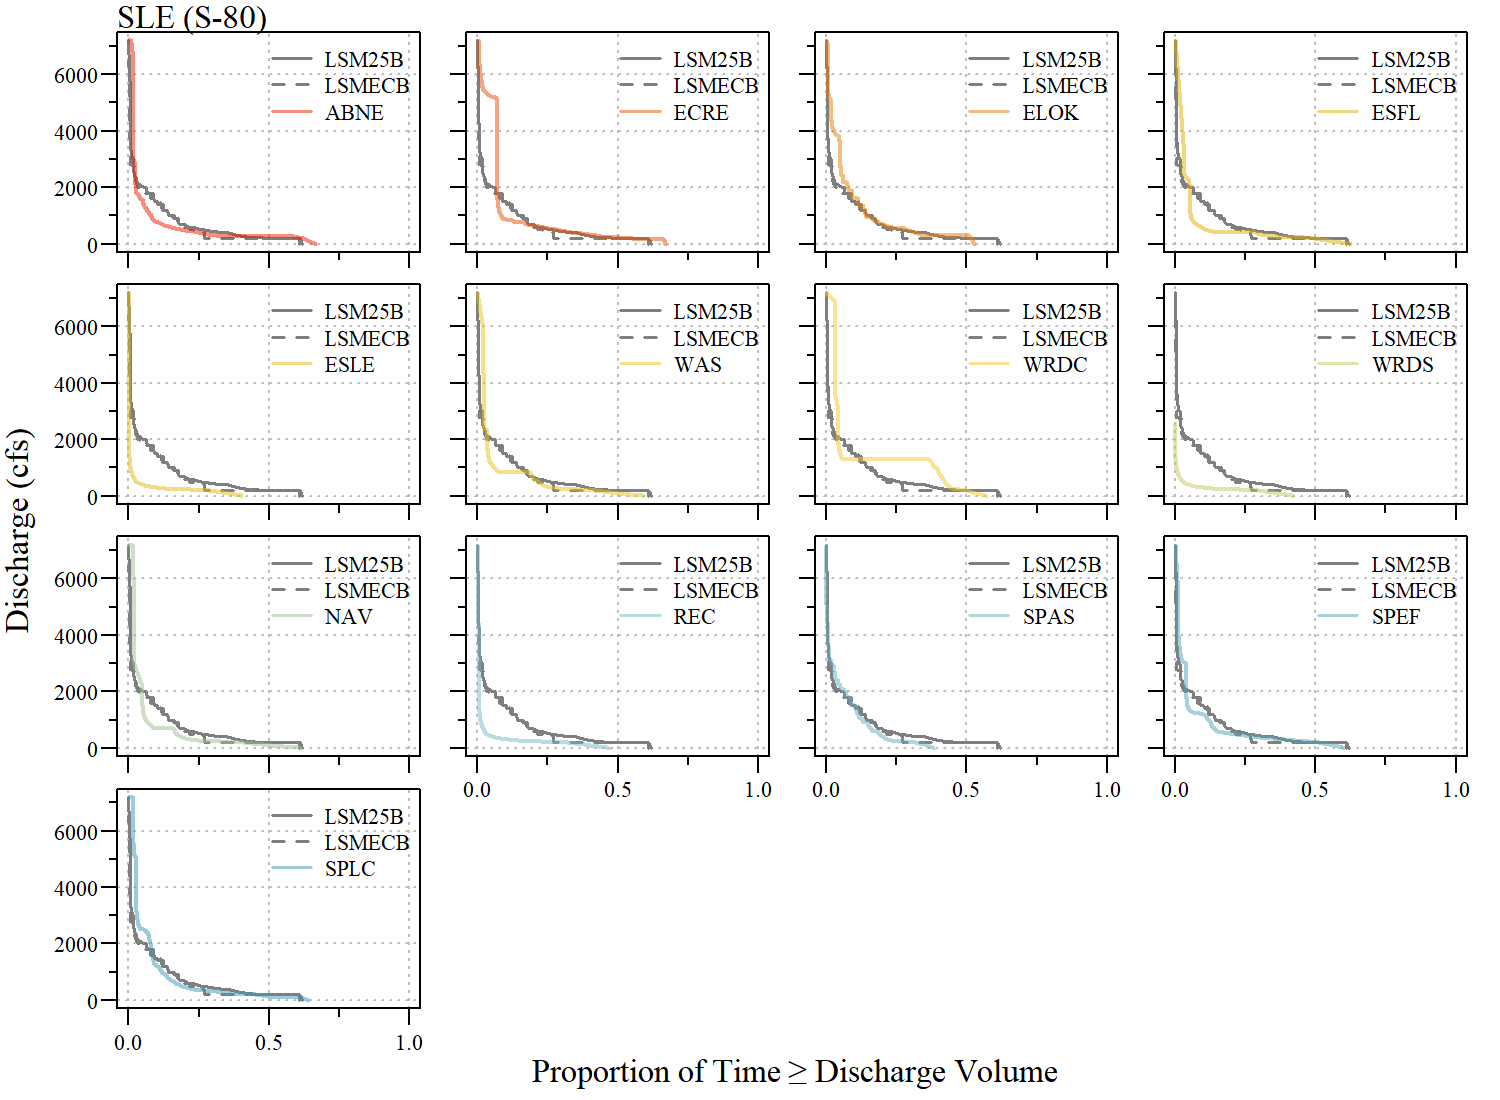 SLE (S-80)
Discharge (cfs)
6000
4000
2000
0
LSM25B
LSMECB
ABNE
LSM25B
LSMECB
ECRE
LSM25B
LSMECB
ELOK
LSM25B
LSMECB
ESFL
6000
4000
2000
0
LSM25B
LSMECB
ESLE
LSM25B
LSMECB
WAS
LSM25B
LSMECB
WRDC
LSM25B
LSMECB
WRDS
6000
4000
2000
0
LSM25B
LSMECB
NAV
LSM25B
LSMECB
REC
0.0 0.5 1.0
LSM25B
LSMECB
SPAS
0.0 0.5 1.0
LSM25B
LSMECB
SPEF
0.0 0.5 1.0
6000
4000
2000
0
LSM25B
LSMECB
SPLC
0.0 0.5 1.0
Proportion of Time ≥ Discharge Volume